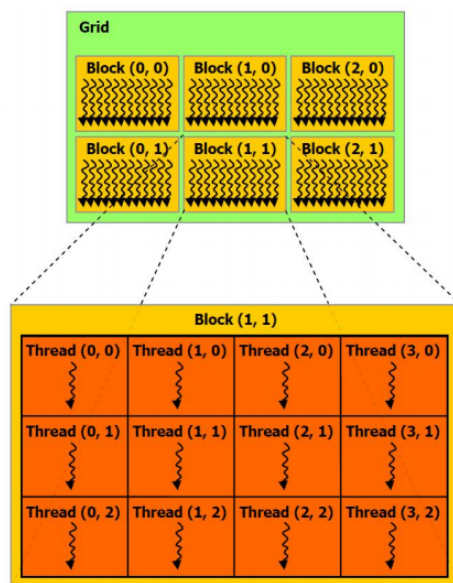 Grid
Block (0, 0) Block (1, 0) Block (2, 0)
Block (0, 1) Block (1, 1) Block (2, 1)
Block (1, 1)
Thread (0, 0) Thread (1, 0) Thread (2, 0) Thread (3, 0)
Thread (0, 1) Thread (1, 1) Thread (2, 1) Thread (3, 1)
Thread (0, 2) Thread (1, 2) Thread (2, 2) Thread (3, 2)